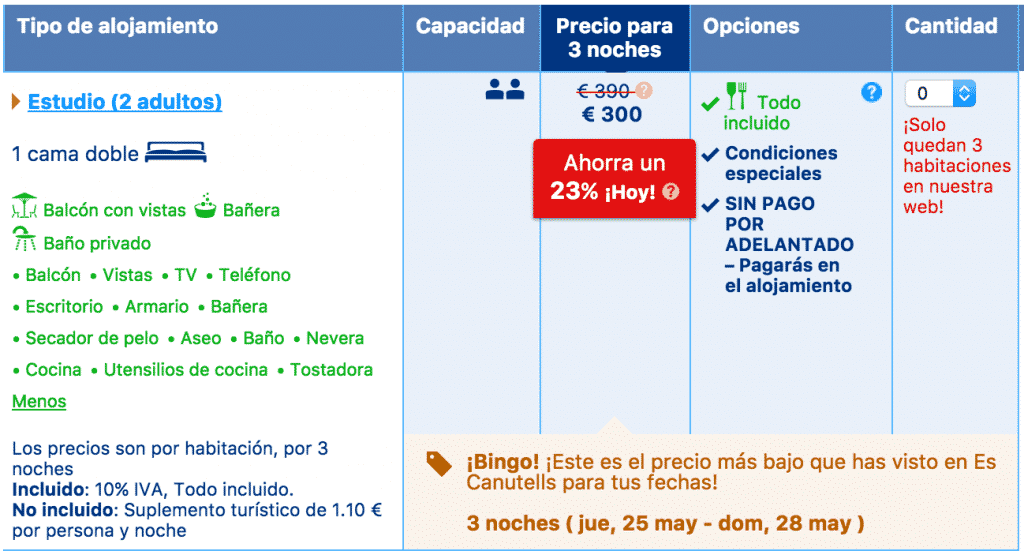 Tipo de alojamiento
Capacidad
Precio para
3 noches
Opciones
Cantidad
Estudio (2 adultos)
1 cama doble
Balcón con vistas Bañera
Baño privado
• Balcón • Vistas • TV • Teléfono
• Escritorio • Armario • Bañera
• Secador de pelo • Aseo • Baño • Nevera
• Cocina • Utensilios de cocina • Tostadora
Menos
Los precios son por habitación, por 3
noches
Incluido: 10% IVA, Todo incluido.
No incluido: Suplemento turístico de 1.10 €
por persona y noche
€ 390 ?
€ 300
Ahorra un
23% ¡Hoy! ?
Todo ?
incluido
Condiciones
especiales
SIN PAGO
POR
ADELANTADO
– Pagarás en
el alojamiento
0
¡Solo
quedan 3
habitaciones
en nuestra
web!
¡Bingo! ¡Este es el precio más bajo que has visto en Es
Canutells para tus fechas!
3 noches ( jue, 25 may - dom, 28 may )